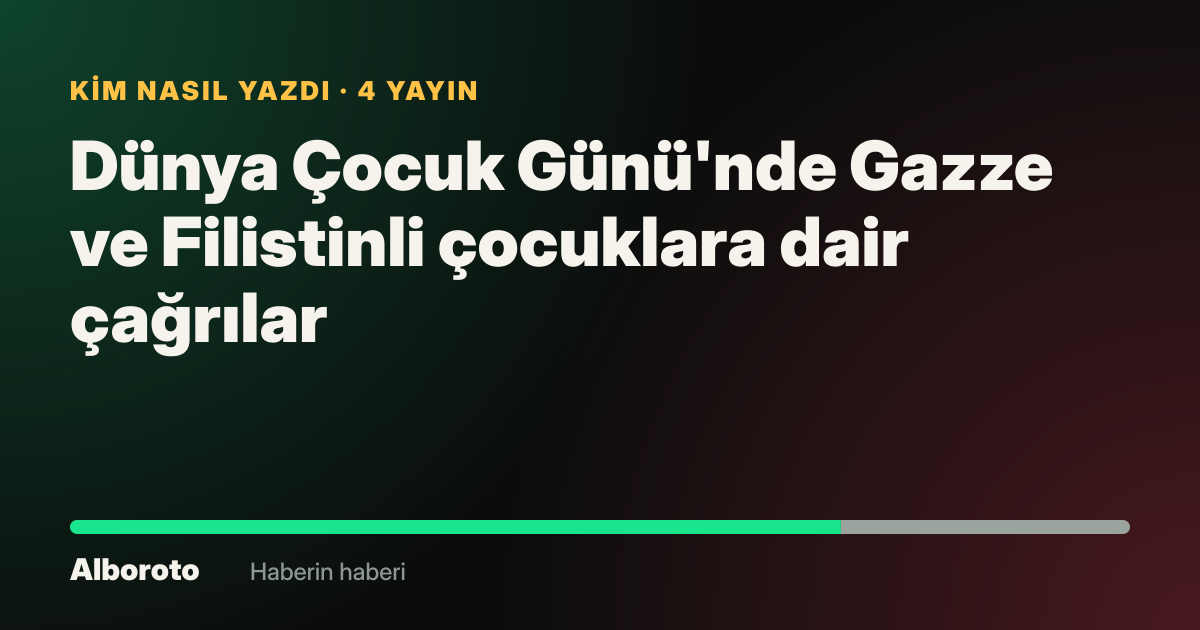 KİM NASIL YAZDI · 4 YAYIN
Dünya Çocuk Günü'nde Gazze
ve Filistinli çocuklara dair
çağrılar
Alboroto
Haberin haberi